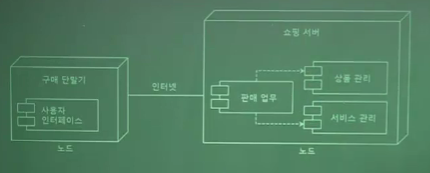 쇼핑 서버
구매 단말기
인터넷
상품 관리
판매 업무
사용자
인터페이스
서비스 관리
노드
노드